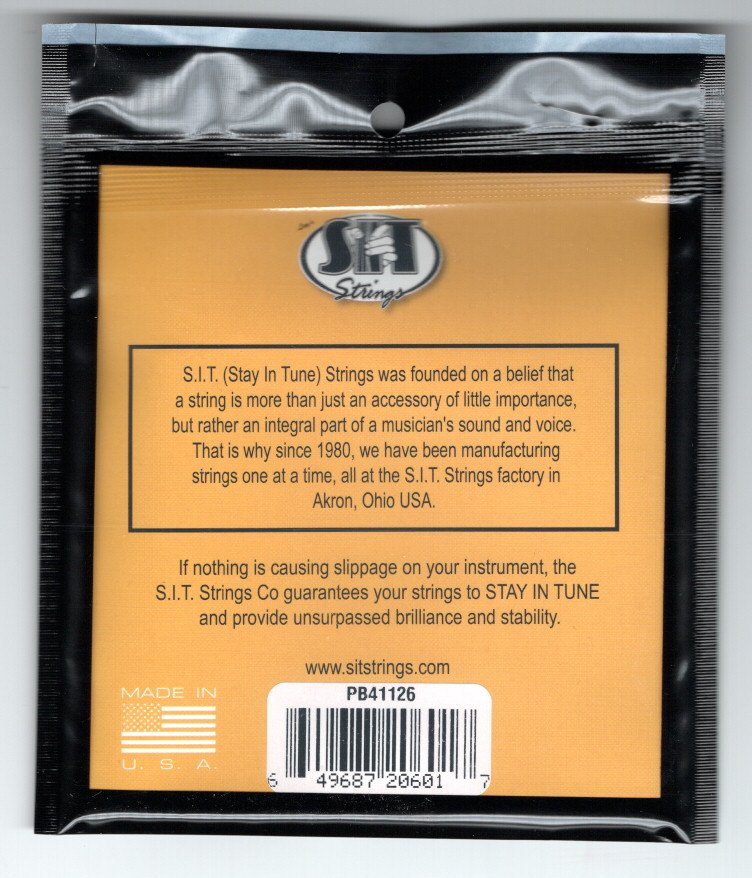 SIT
Strings
S.I.T. (Stay In Tune) Strings was founded on a belief that
a string is more than just an accessory of little importance,
but rather an integral part of a musician's sound and voice.
That is why since 1980, we have been manufacturing
strings one at a time, all at the S.I.T. Strings factory in
Akron, Ohio USA.
If nothing is causing slippage on your instrument, the
S.I.T. Strings Co guarantees your strings to STAY IN TUNE
and provide unsurpassed brilliance and stability.
www.sitstrings.com
MADE IN
U. S. A.
PB41126
6 49687 20601 7